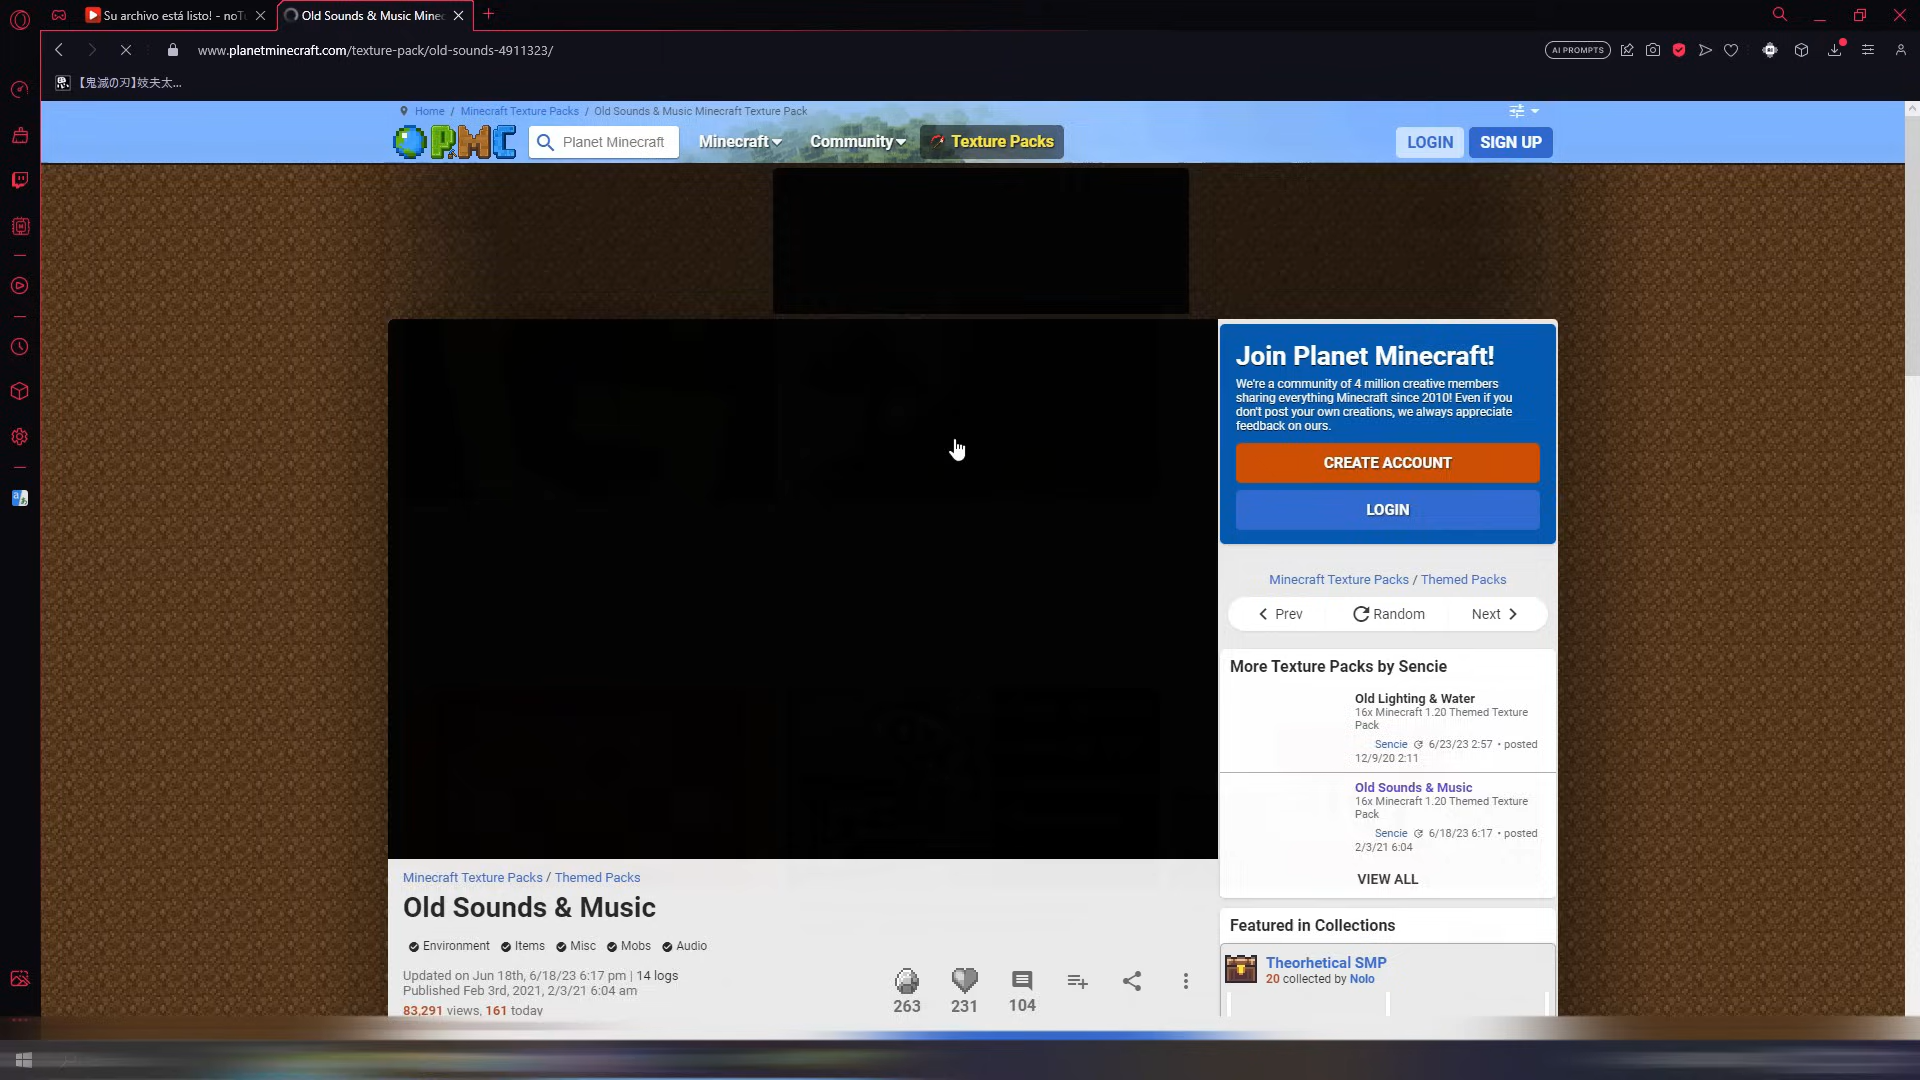 Su archivo está listo! - noT
Old Sounds & Music Minec
www.planetminecraft.com/texture-pack/old-sounds-4911323/
AI PROMPTS
【鬼滅の刃】妓夫太...
Home / Minecraft Texture Packs / Old Sounds & Music Minecraft Texture Pack
PMC
Planet Minecraft
Minecraft
Community
Texture Packs
LOGIN
SIGN UP
Join Planet Minecraft!
We're a community of 4 million creative members
sharing everything Minecraft since 2010! Even if you
don't post your own creations, we always appreciate
feedback on ours.
CREATE ACCOUNT
LOGIN
Minecraft Texture Packs / Themed Packs
Prev
Random
Next
More Texture Packs by Sencie
Old Lighting & Water
16x Minecraft 1.20 Themed Texture
Pack
Sencie 6/23/23 2:57 • posted
12/9/20 2:11
Old Sounds & Music
16x Minecraft 1.20 Themed Texture
Pack
Sencie 6/18/23 6:17 • posted
2/3/21 6:04
VIEW ALL
Featured in Collections
Theorhetical SMP
20 collected by Nolo
Minecraft Texture Packs / Themed Packs
Old Sounds & Music
Environment Items Misc Mobs Audio
Updated on Jun 18th, 6/18/23 6:17 pm | 14 logs
Published Feb 3rd, 2021, 2/3/21 6:04 am
83,291 views, 161 today
263
231
104